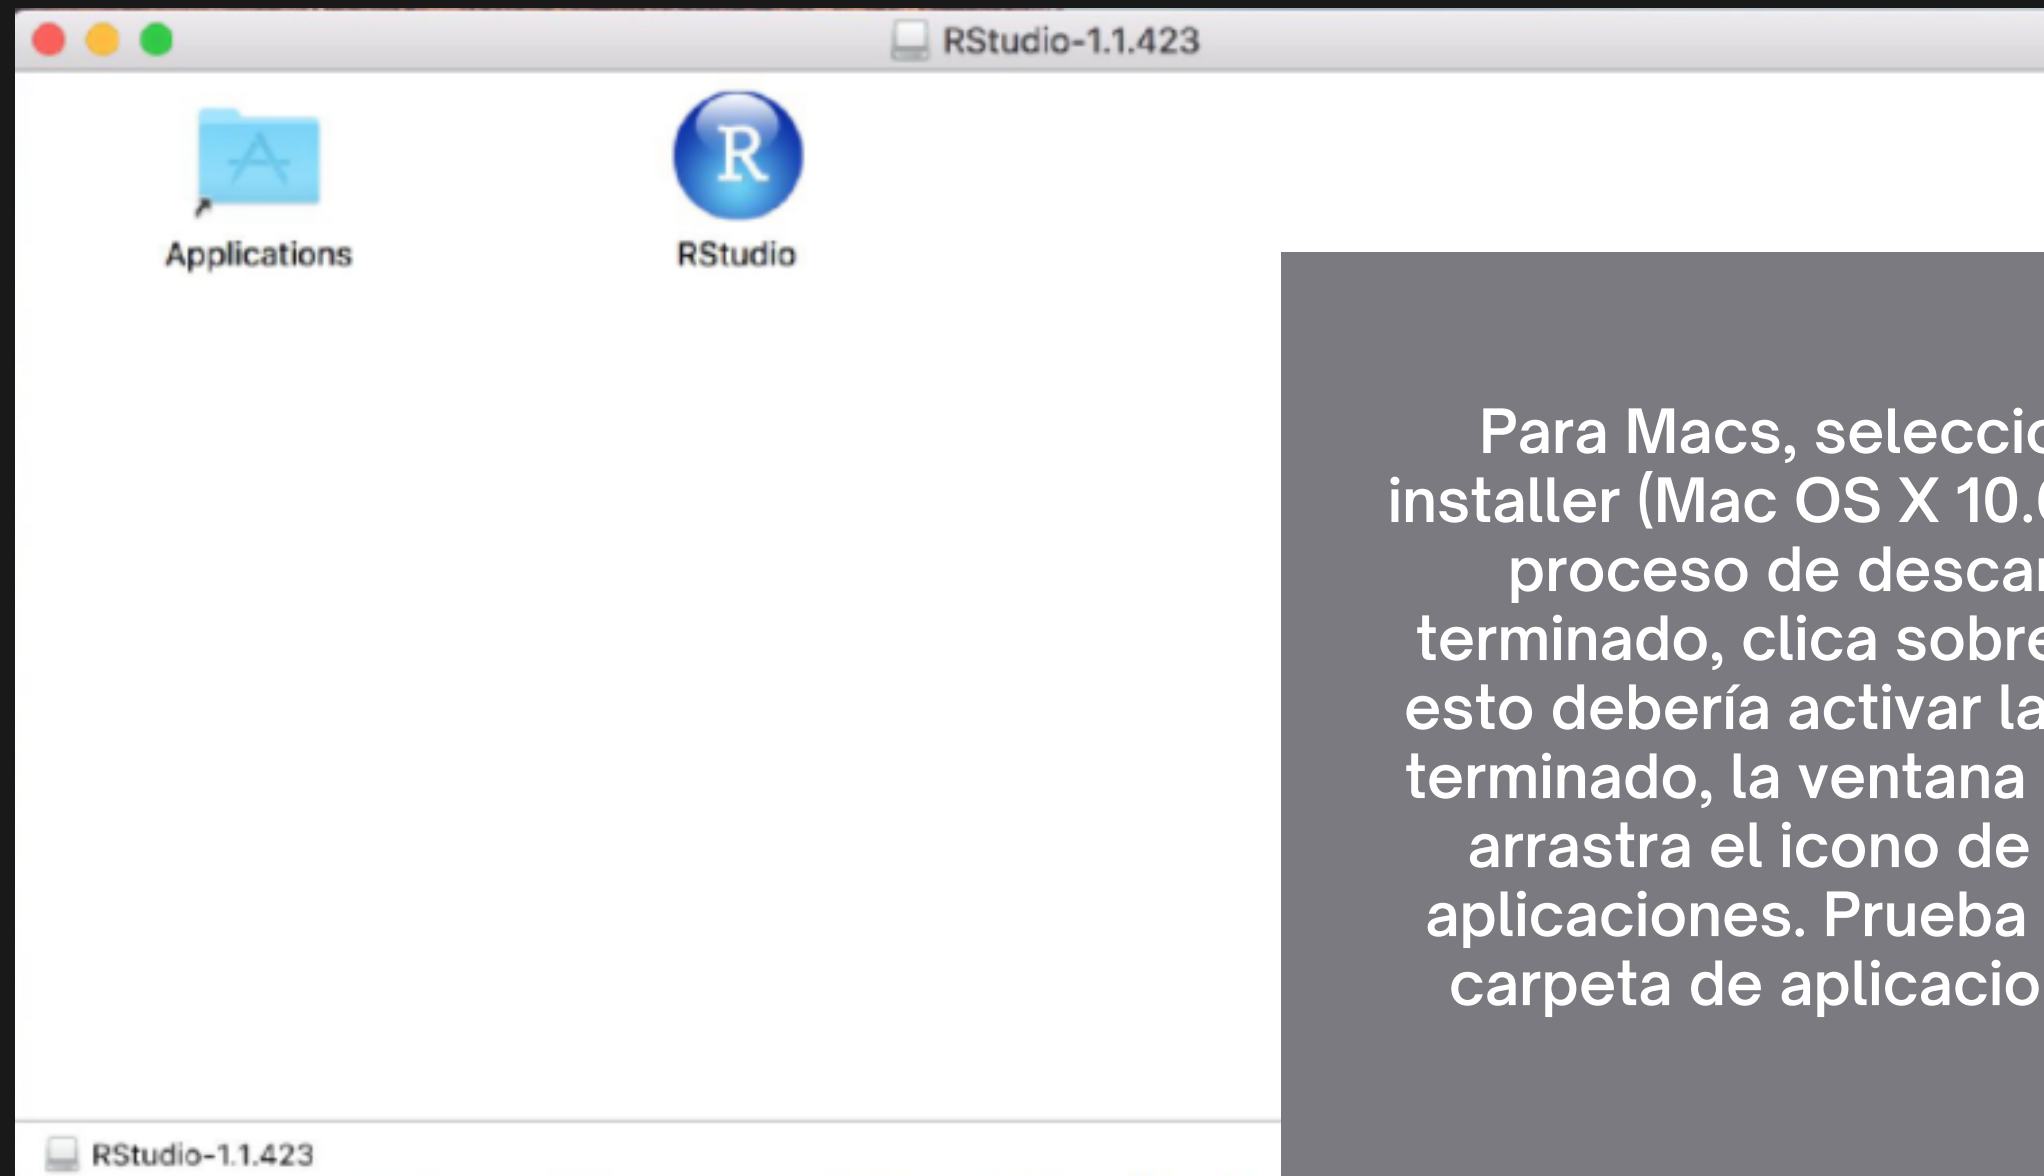 RStudio-1.1.423
Applications
RStudio
Para Macs, seleccio
installer (Mac OS X 10.
proceso de descar
terminado, clica sobre
esto debería activar la
terminado, la ventana
arrastra el icono de
aplicaciones. Prueba
carpeta de aplicacio
RStudio-1.1.423